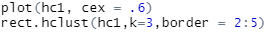 plot(hc1, cex = .6)
rect.hclust(hc1,k=3,border = 2:5)